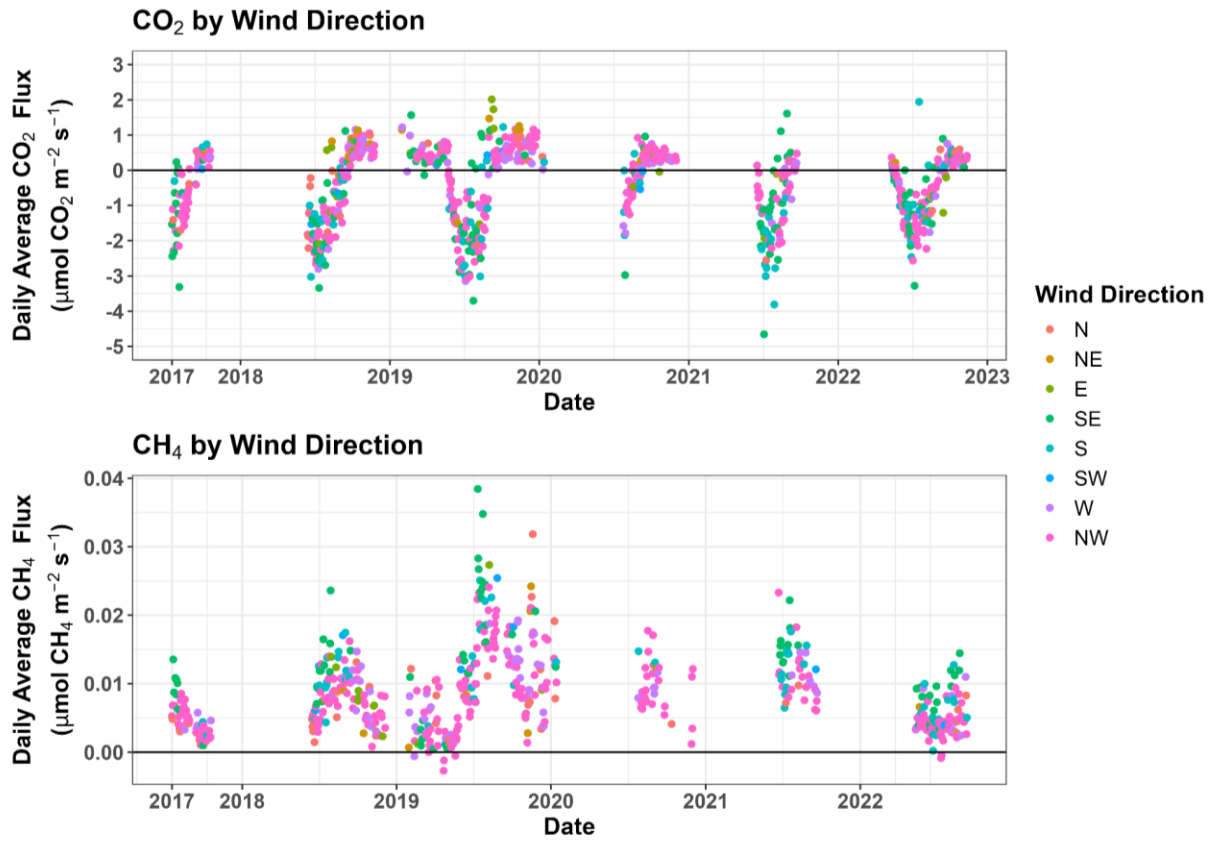 CO₂ by Wind Direction
Daily Average CO₂ Flux
(μmol CO₂ m⁻² s⁻¹)
3
2
1
0
-1
-2
-3
-4
-5
2017 2018 2019 2020 2021 2022 2023
Date
CH₄ by Wind Direction
Daily Average CH₄ Flux
(μmol CH₄ m⁻² s⁻¹)
0.04
0.03
0.02
0.01
0.00
2017 2018 2019 2020 2021 2022
Date
Wind Direction
N
NE
E
SE
S
SW
W
NW